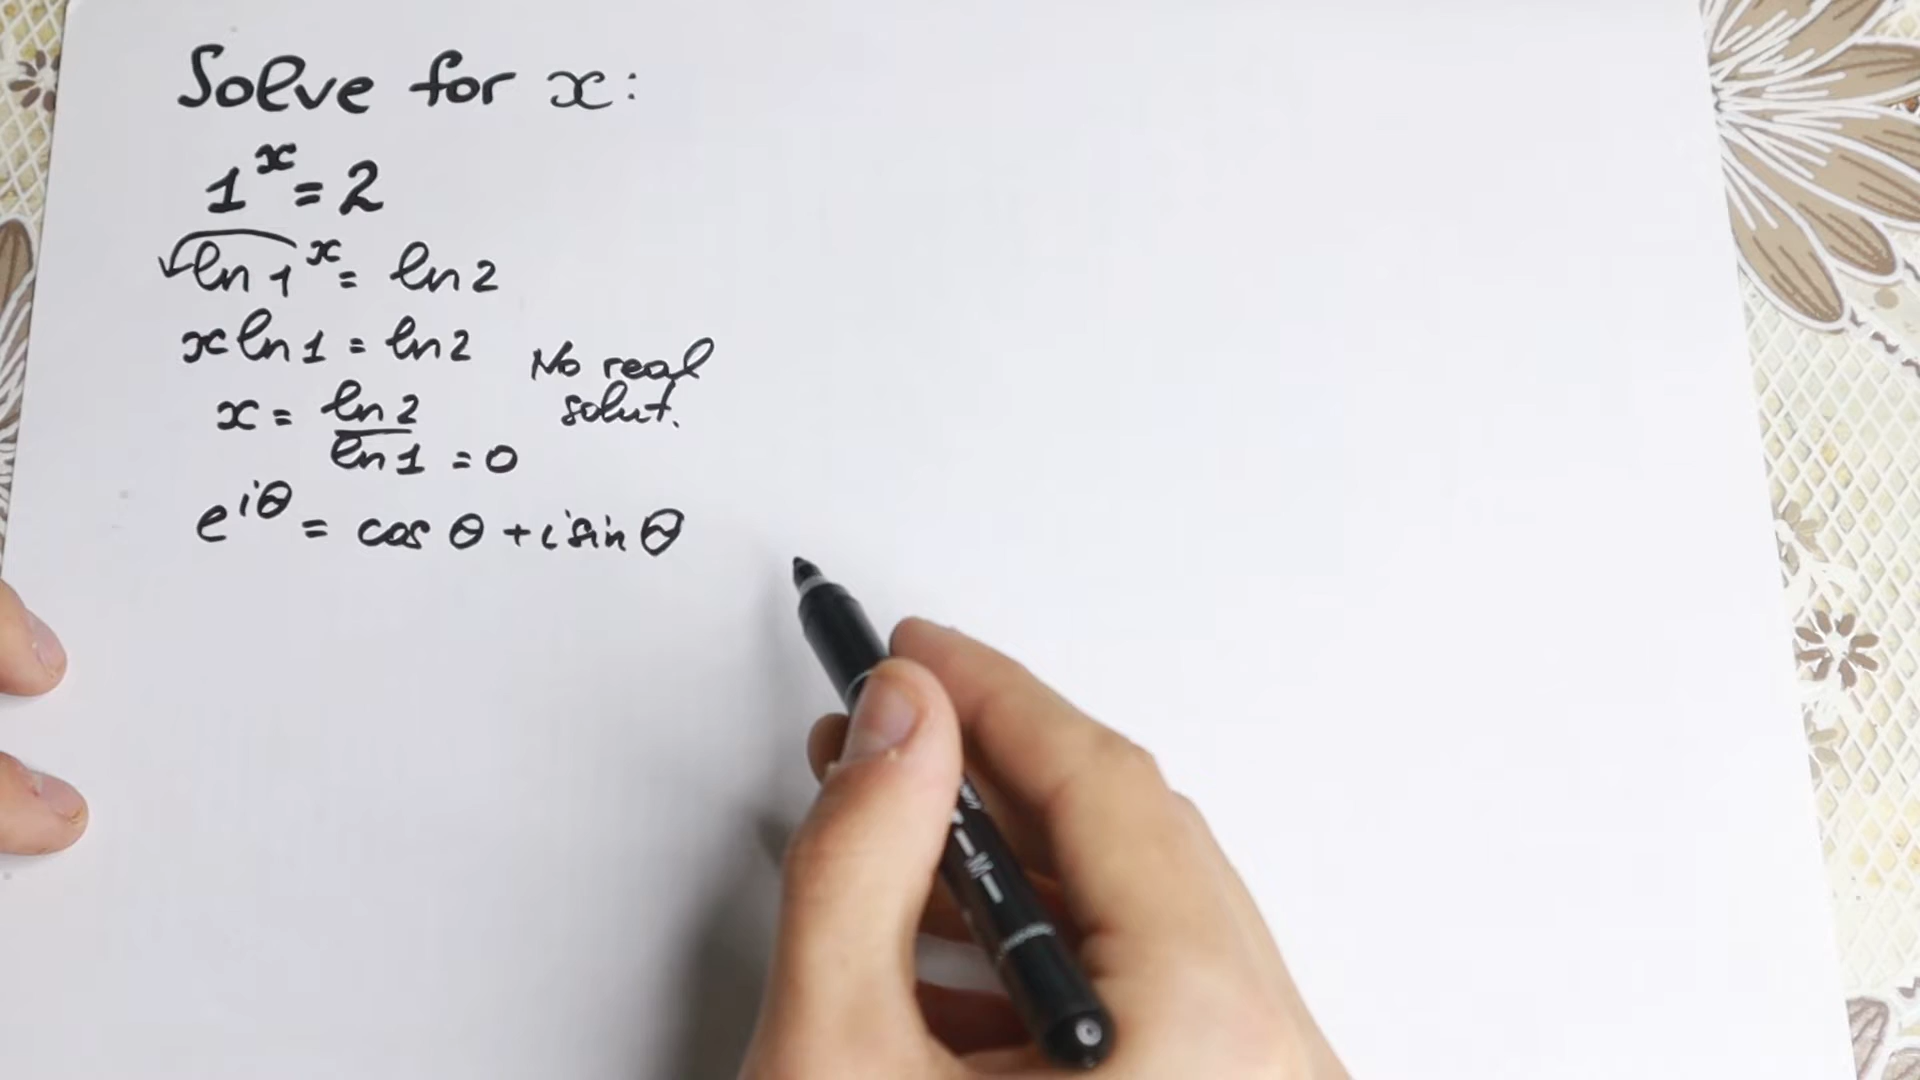 Solve for x:
1^x = 2
ln 1^x = ln 2
x ln 1 = ln 2
No real
solut.
x = ln 2 / ln 1 = 0
e^iθ = cos θ + i sin θ
M